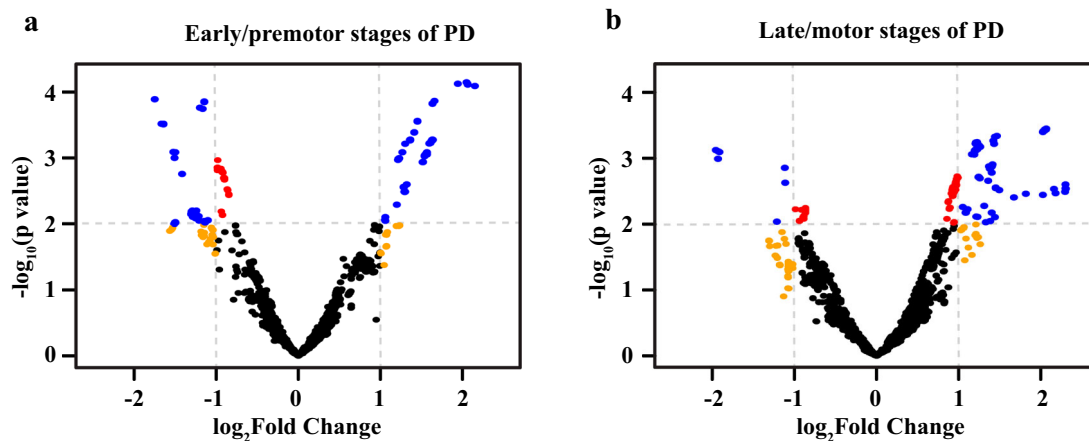 a
Early/premotor stages of PD
4
3
2
1
0
-log10(p value)
-2
-1
0
1
2
log2Fold Change
b
Late/motor stages of PD
4
3
2
1
0
-log10(p value)
-2
-1
0
1
2
log2Fold Change